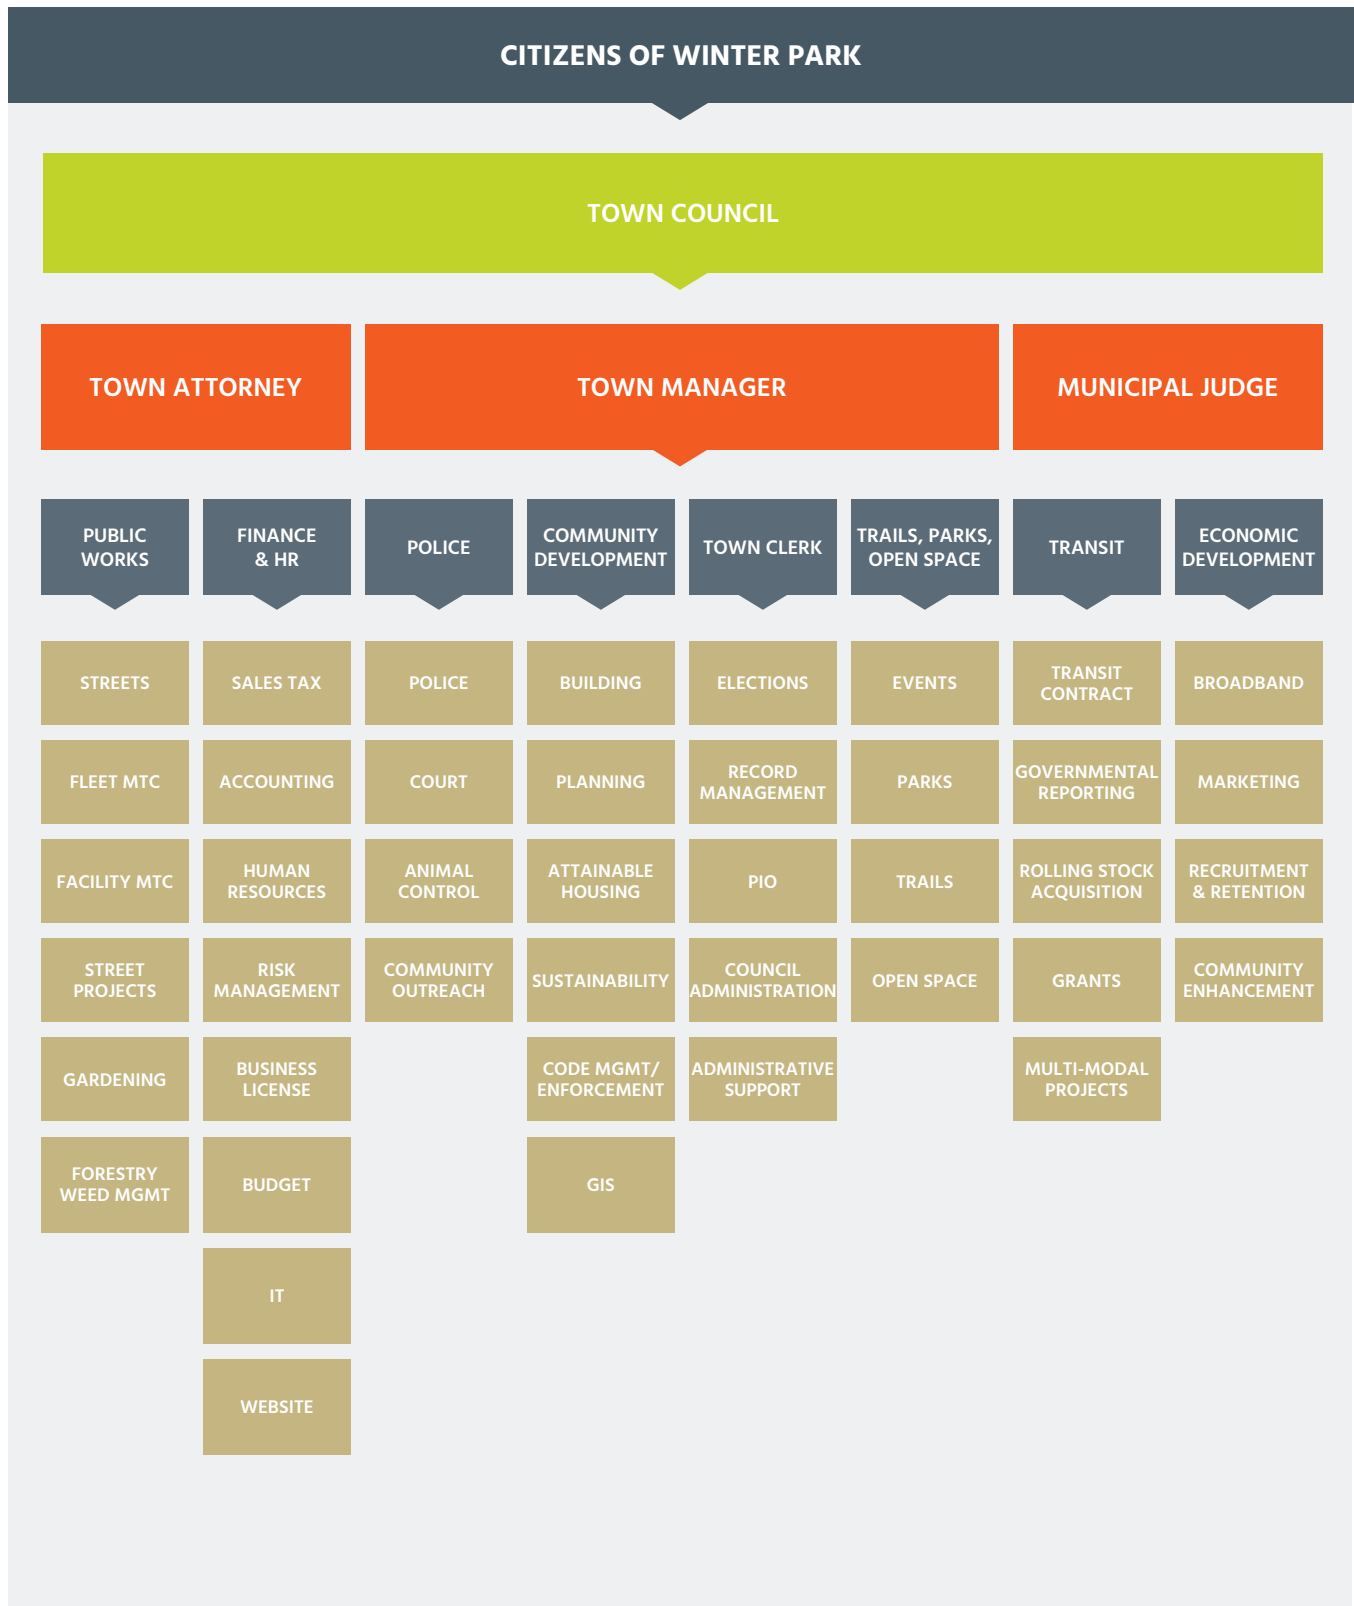 CITIZENS OF WINTER PARK
TOWN COUNCIL
TOWN ATTORNEY
TOWN MANAGER
MUNICIPAL JUDGE
PUBLIC
WORKS
FINANCE
& HR
POLICE
COMMUNITY
DEVELOPMENT
TOWN CLERK
TRAILS, PARKS,
OPEN SPACE
TRANSIT
ECONOMIC
DEVELOPMENT
STREETS
SALES TAX
POLICE
BUILDING
ELECTIONS
EVENTS
TRANSIT
CONTRACT
BROADBAND
FLEET MTC
ACCOUNTING
COURT
PLANNING
RECORD
MANAGEMENT
PARKS
GOVERNMENTAL
REPORTING
MARKETING
FACILITY MTC
HUMAN
RESOURCES
ANIMAL
CONTROL
ATTAINABLE
HOUSING
PIO
TRAILS
ROLLING STOCK
ACQUISITION
RECRUITMENT
& RETENTION
STREET
PROJECTS
RISK
MANAGEMENT
COMMUNITY
OUTREACH
SUSTAINABILITY
COUNCIL
ADMINISTRATION
OPEN SPACE
GRANTS
COMMUNITY
ENHANCEMENT
GARDENING
BUSINESS
LICENSE
CODE MGMT/
ENFORCEMENT
ADMINISTRATIVE
SUPPORT
MULTI-MODAL
PROJECTS
FORESTRY
WEED MGMT
BUDGET
GIS
IT
WEBSITE